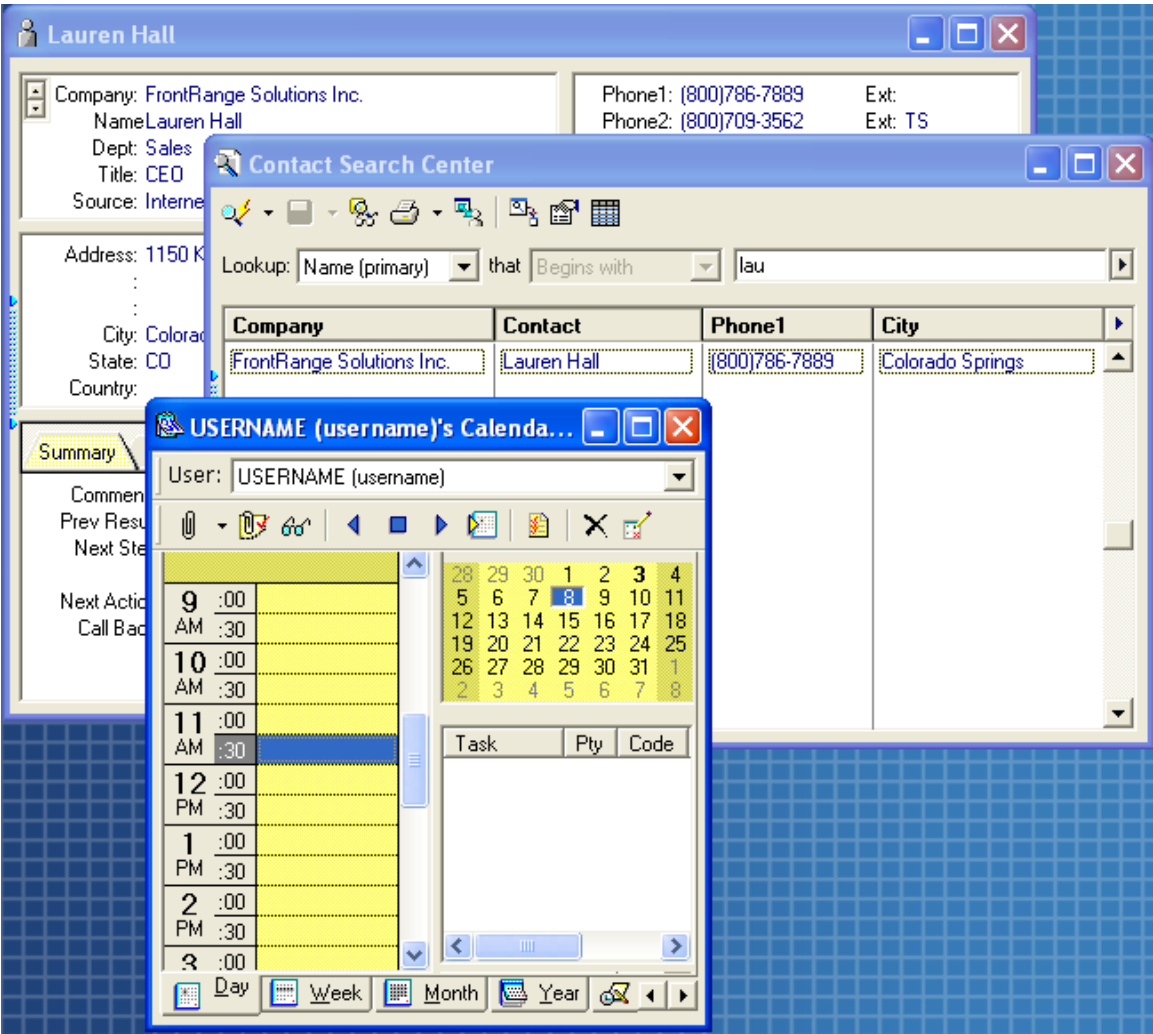 Lauren Hall
Company: FrontRange Solutions Inc.
NameLauren Hall
Dept: Sales
Title: CEO
Source: Interne
Phone1: (800)786-7889 Ext:
Phone2: (800)709-3562 Ext: TS
Address: 1150 K
:
:
City: Colorad
State: CO
Country:
Summary
Commen
Prev Resu
Next Ste
Next Actio
Call Bac
Contact Search Center
Lookup: Name (primary) that Begins with lau
Company Contact Phone1 City
FrontRange Solutions Inc. Lauren Hall (800)786-7889 Colorado Springs
USERNAME (username)'s Calenda...
User: USERNAME (username)
9 :00
AM :30
10 :00
AM :30
11 :00
AM :30
12 :00
PM :30
1 :00
PM :30
2 :00
PM :30
3 :00
28 29 30 1 2 3 4
5 6 7 8 9 10 11
12 13 14 15 16 17 18
19 20 21 22 23 24 25
26 27 28 29 30 31 1
2 3 4 5 6 7 8
Task Pty Code
Day Week Month Year